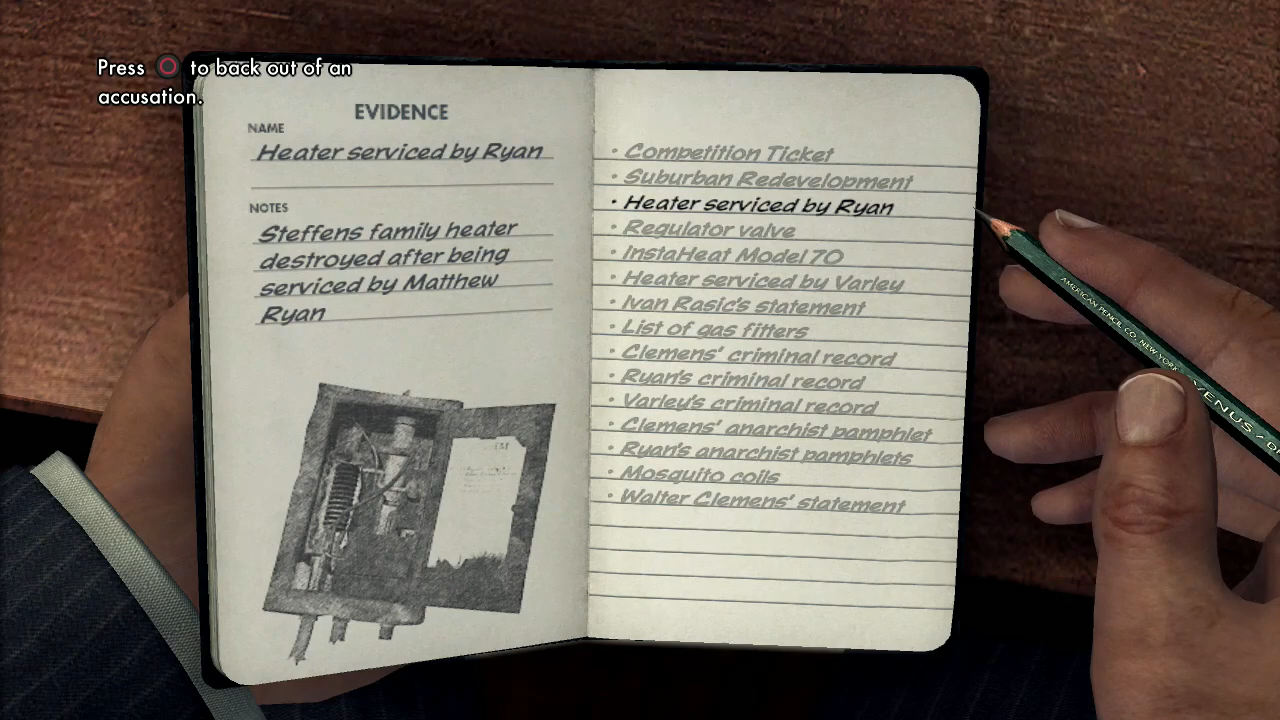 Press to back out of an
accusation.
EVIDENCE
NAME
Heater serviced by Ryan
NOTES
Steffens family heater
destroyed after being
serviced by Matthew
Ryan
• Competition Ticket
• Suburban Redevelopment
• Heater serviced by Ryan
• Regulator valve
• InstaHeat Model 70
• Heater serviced by Varley
• Ivan Rasic's statement
• List of gas fitters
• Clemens' criminal record
• Ryan's criminal record
• Varley's criminal record
• Clemens' anarchist pamphlet
• Ryan's anarchist pamphlets
• Mosquito coils
• Walter Clemens' statement
AMERICAN PENCIL CO. NEW YORK
VENUS